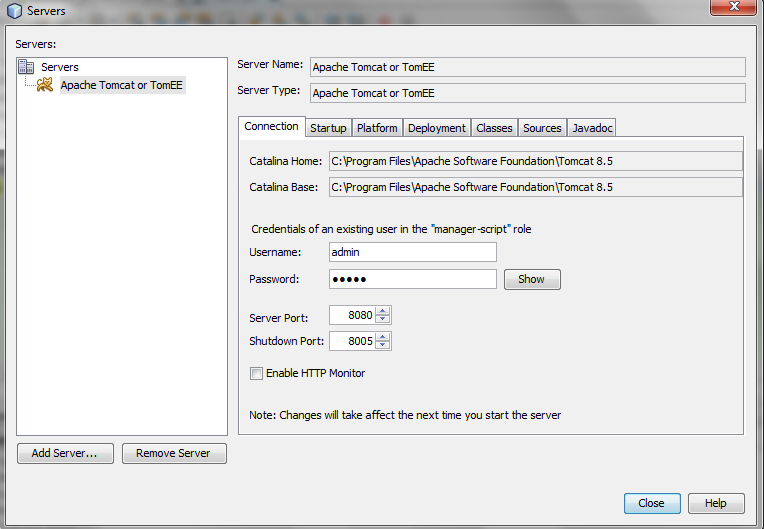 Servers
Servers:
Servers
Apache Tomcat or TomEE
Server Name: Apache Tomcat or TomEE
Server Type: Apache Tomcat or TomEE
Connection Startup Platform Deployment Classes Sources Javadoc
Catalina Home: C:\Program Files\Apache Software Foundation\Tomcat 8.5
Catalina Base: C:\Program Files\Apache Software Foundation\Tomcat 8.5
Credentials of an existing user in the "manager-script" role
Username: admin
Password: ●●●●● Show
Server Port: 8080
Shutdown Port: 8005
Enable HTTP Monitor
Note: Changes will take affect the next time you start the server
Add Server... Remove Server
Close Help